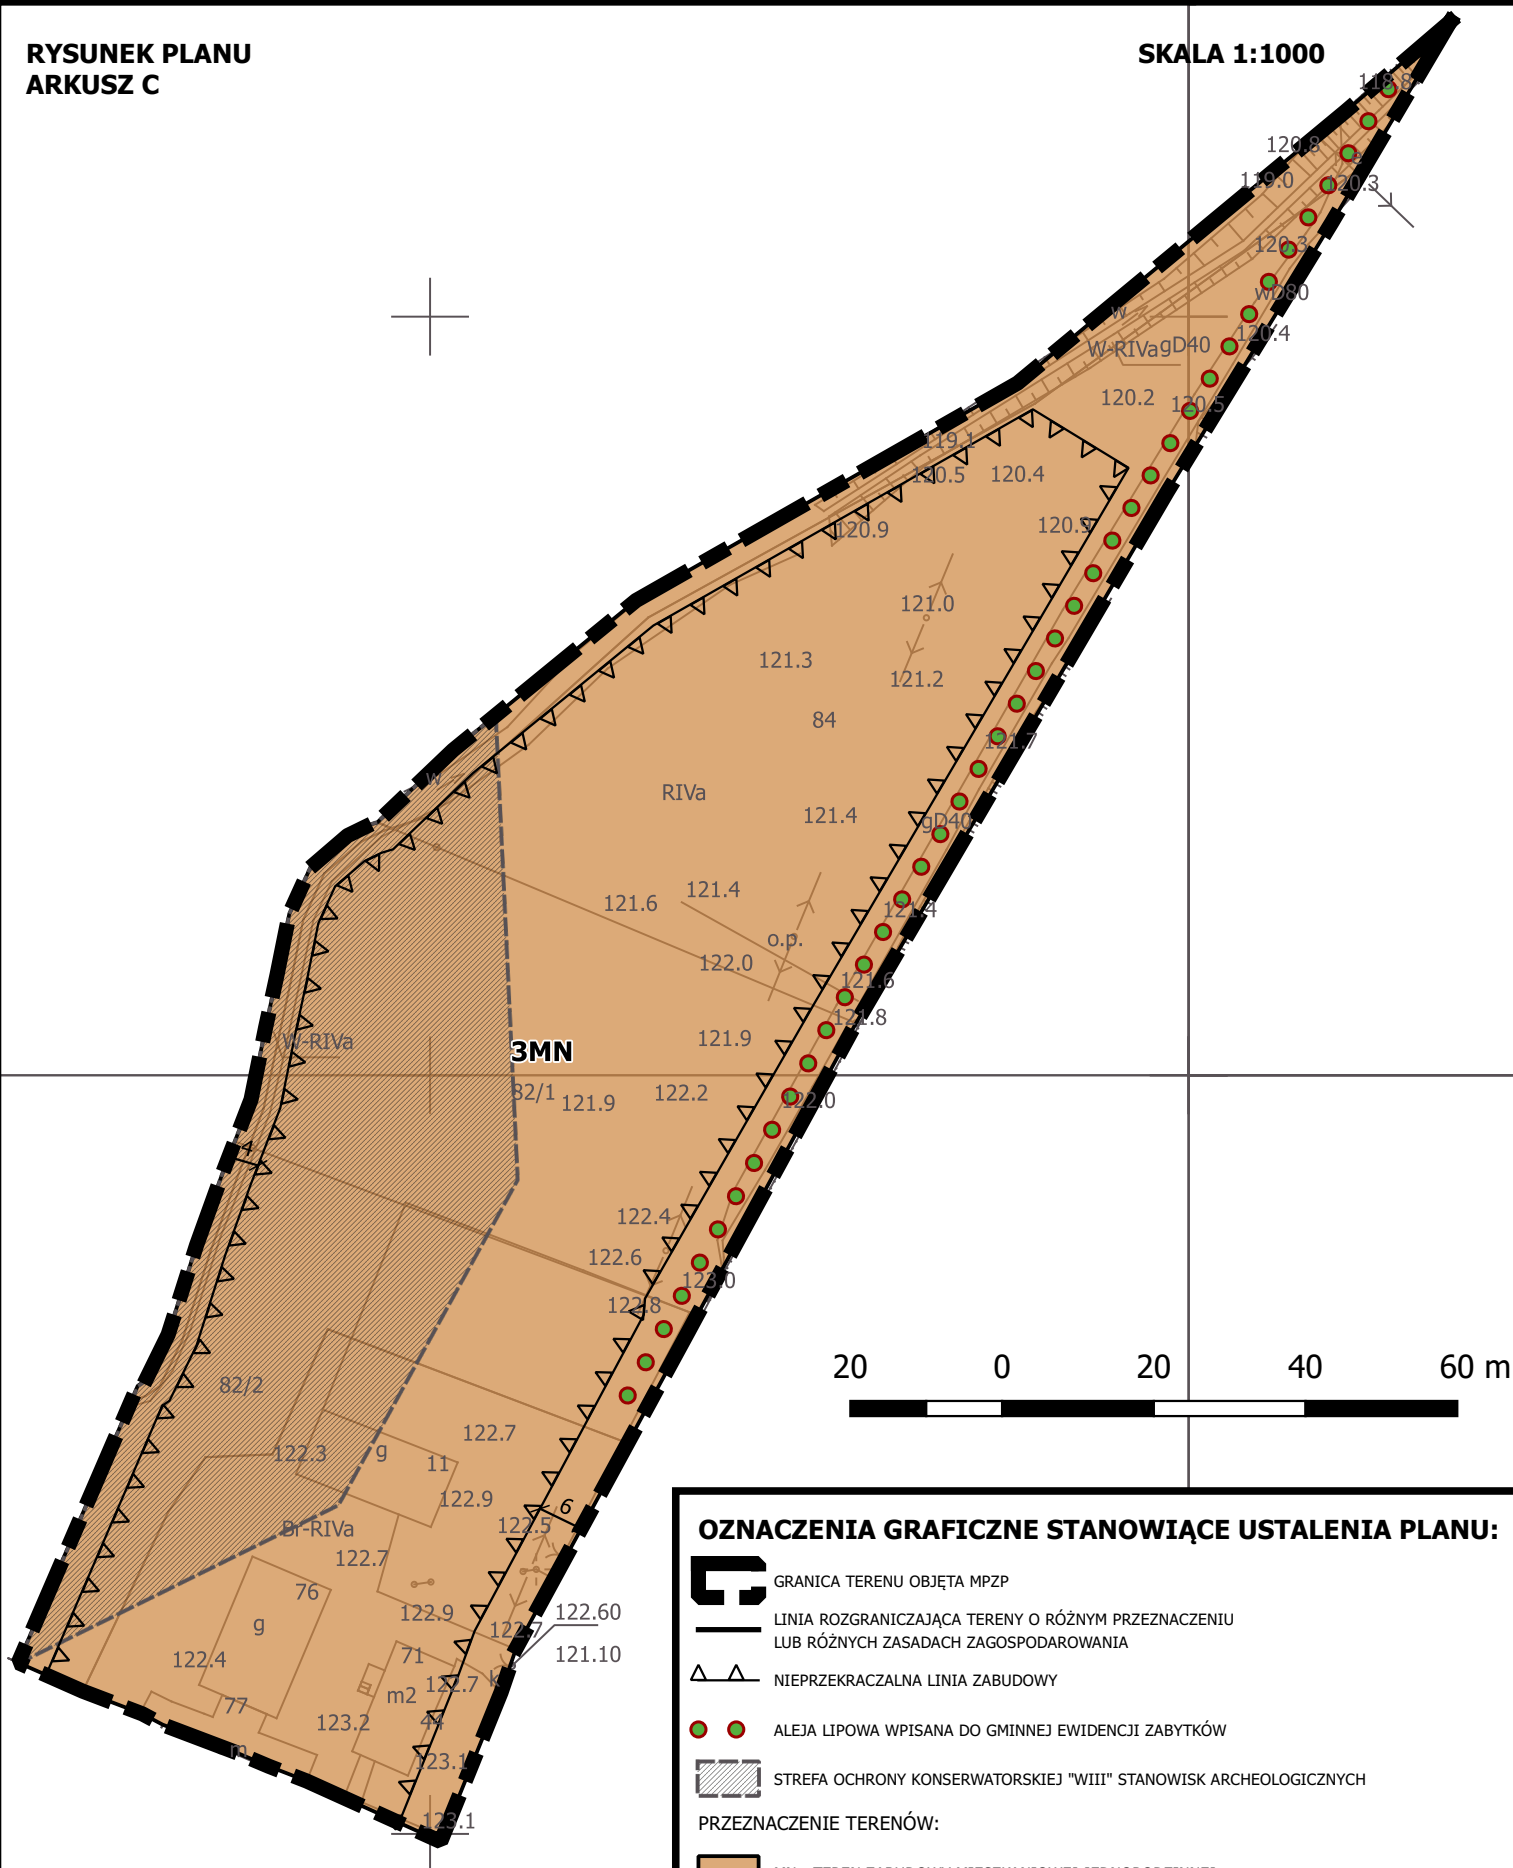 RYSUNEK PLANU
ARKUSZ C
SKALA 1:1000
118.8
120.8
e
119.0
120.3
120.3
wD80
w
120.4
W-RIVa
gD40
120.2
120.5
119.1
120.5
120.4
120.9
120.9
121.0
121.3
121.2
84
121.7
w
RIVa
121.4
gD40
121.4
121.6
121.4
o.p.
122.0
121.6
121.8
W-RIVa
121.9
3MN
82/1
121.9
122.2
122.0
4
122.4
122.6
123.0
122.8
20 0 20 40 60 m
82/2
122.7
122.3
g
11
122.9
6
122.5
Br-RIVa
122.7
76
122.9
122.60
g
122.7
121.10
122.4
71
122.7
k
m2
77
123.2
44
m
123.1
123.1
OZNACZENIA GRAFICZNE STANOWIĄCE USTALENIA PLANU:
GRANICA TERENU OBJĘTA MPZP
LINIA ROZGRANICZAJĄCA TERENY O RÓŻNYM PRZEZNACZENIU
LUB RÓŻNYCH ZASADACH ZAGOSPODAROWANIA
NIEPRZEKRACZALNA LINIA ZABUDOWY
ALEJA LIPOWA WPISANA DO GMINNEJ EWIDENCJI ZABYTKÓW
STREFA OCHRONY KONSERWATORSKIEJ "WIII" STANOWISK ARCHEOLOGICZNYCH
PRZEZNACZENIE TERENÓW: